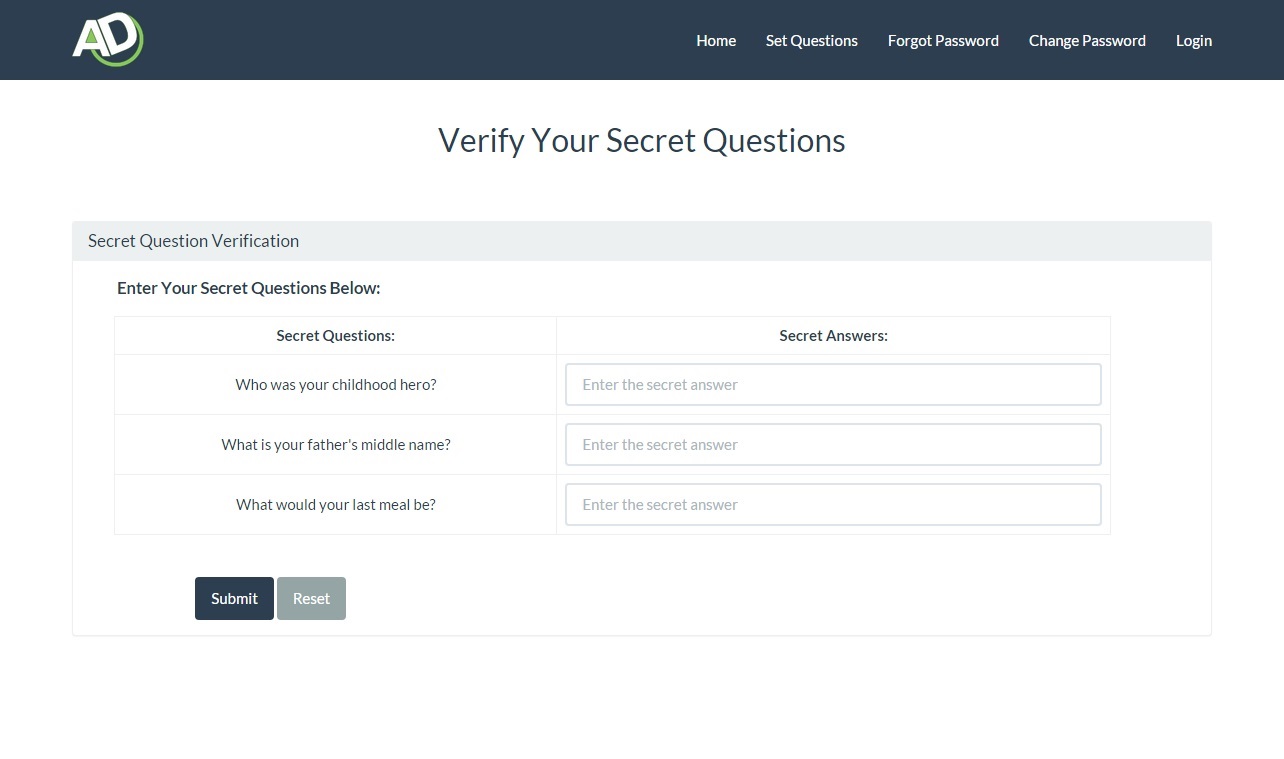 AD
Home Set Questions Forgot Password Change Password Login
Verify Your Secret Questions
Secret Question Verification
Enter Your Secret Questions Below:
Secret Questions: Secret Answers:
Who was your childhood hero? Enter the secret answer
What is your father's middle name? Enter the secret answer
What would your last meal be? Enter the secret answer
Submit Reset